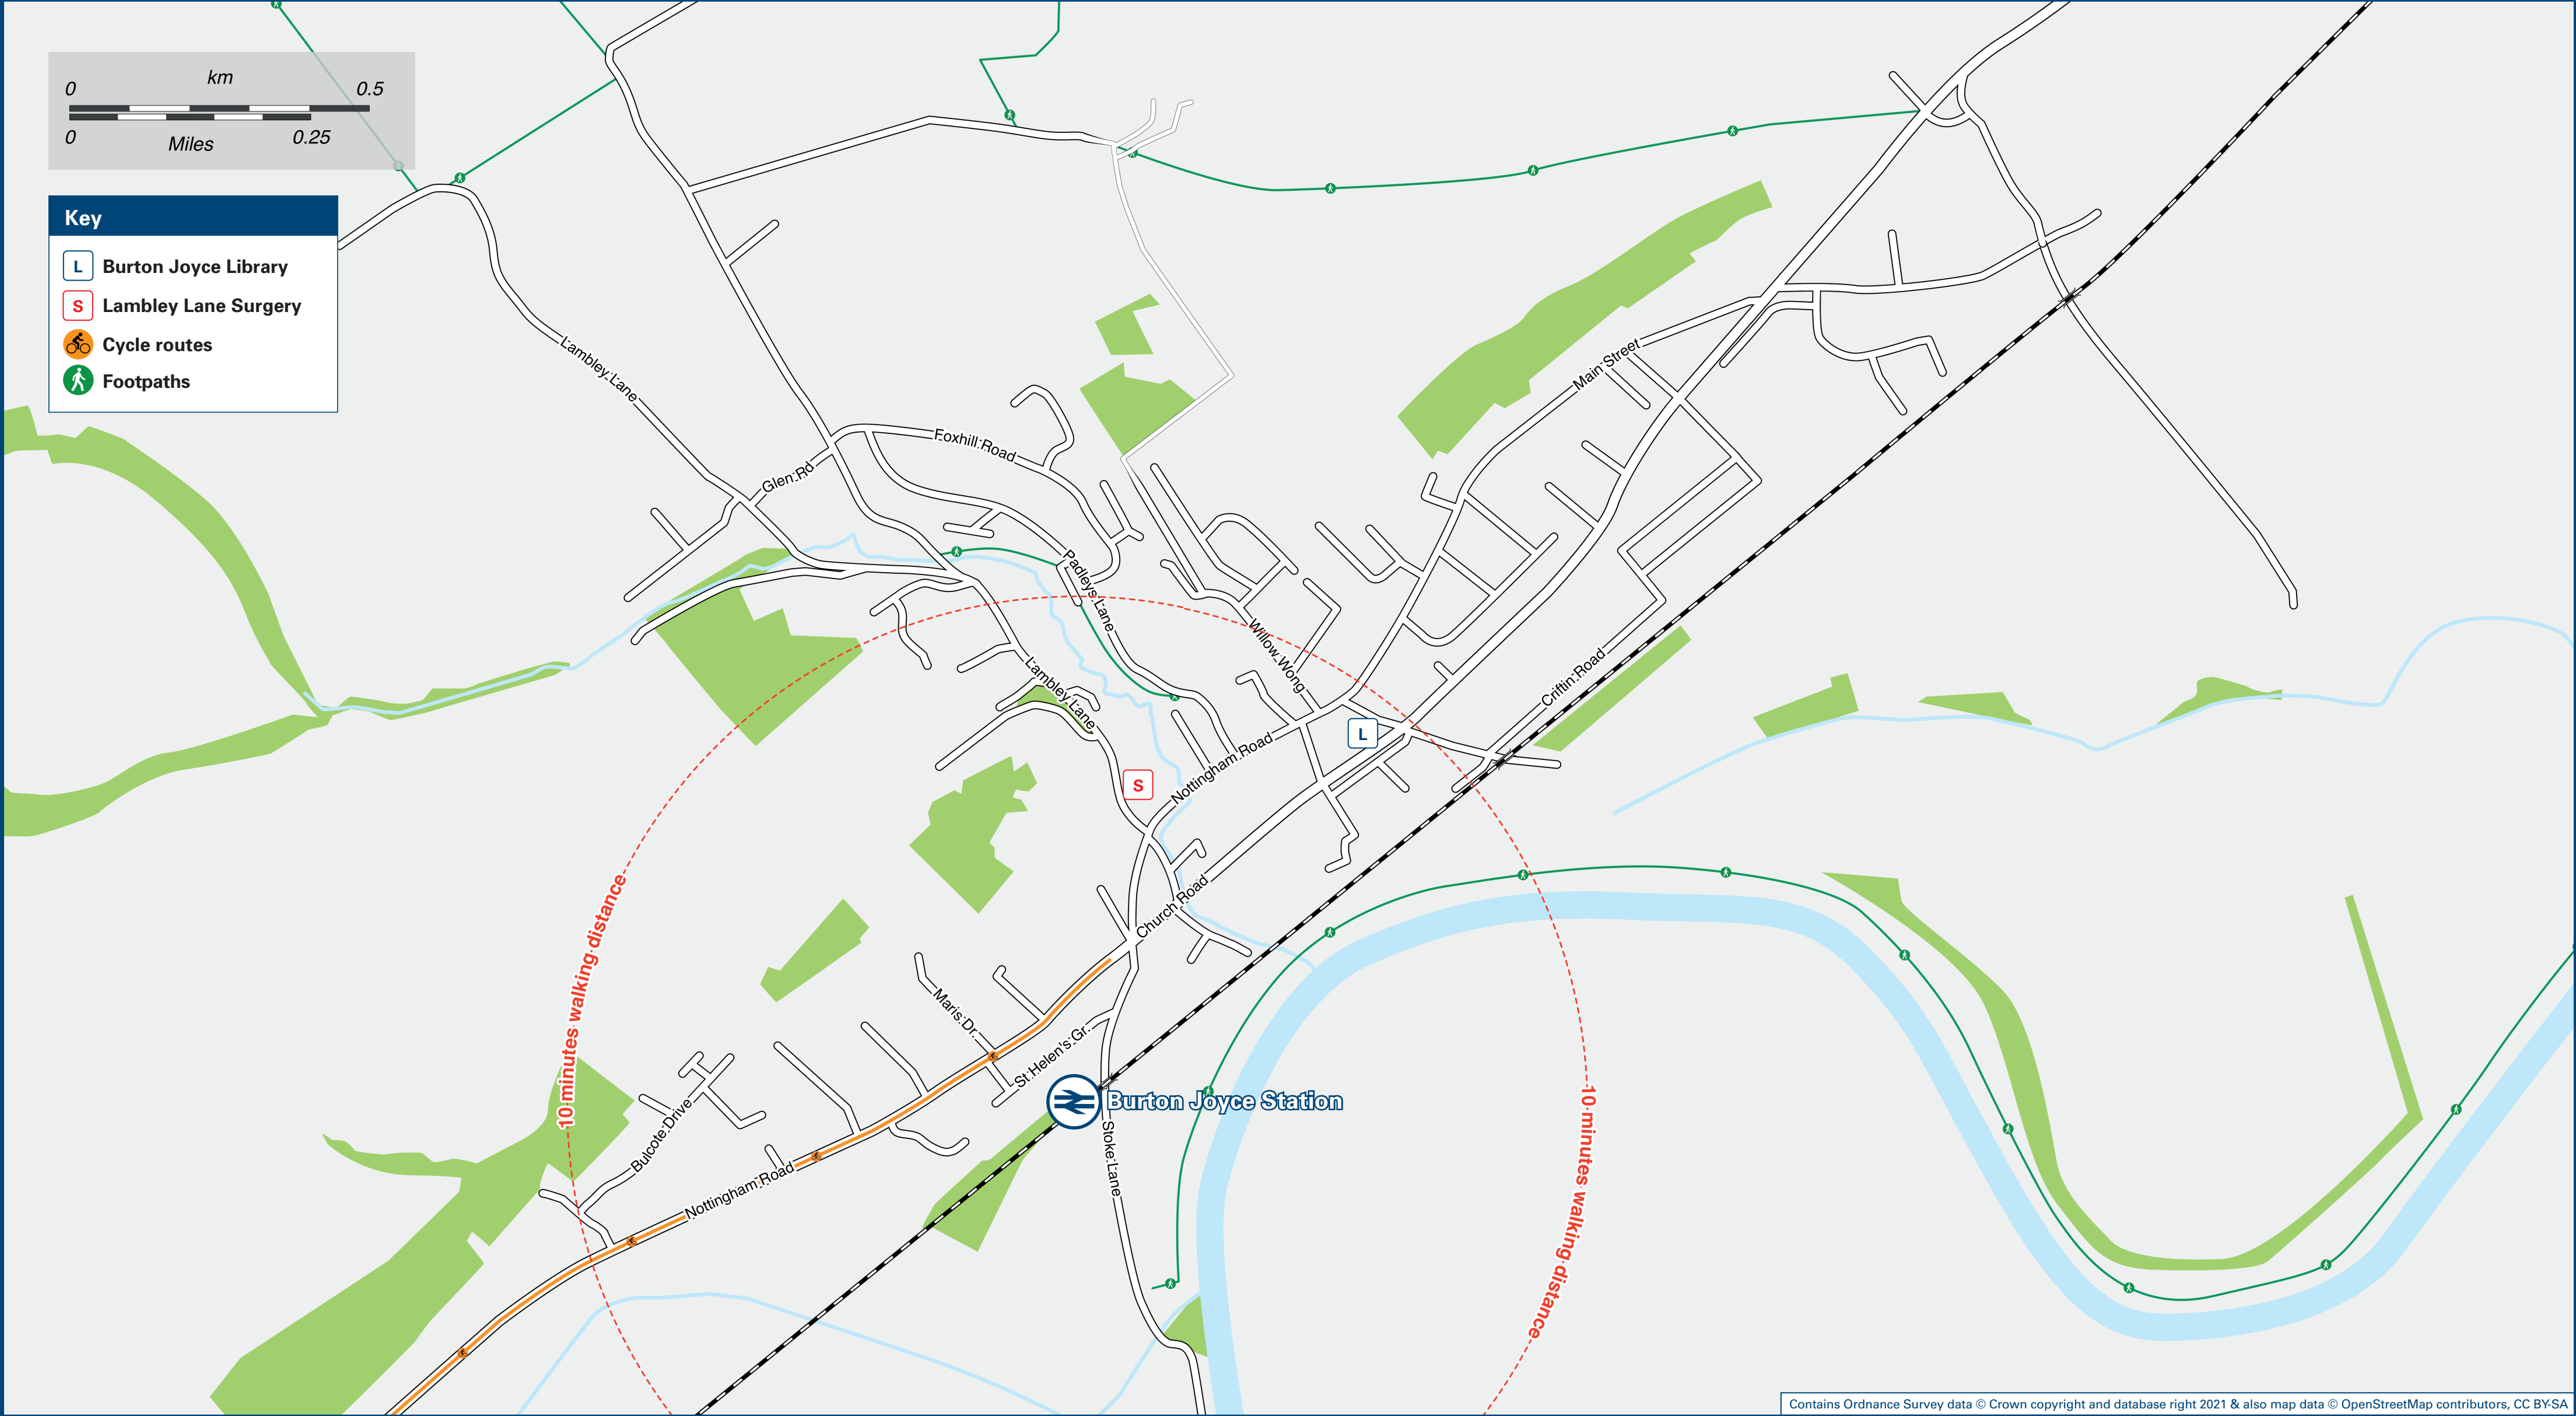 km
0 0.5
0 0.25
Miles
Key
L Burton Joyce Library
S Lambley Lane Surgery
Cycle routes
Footpaths
Lambley Lane
Glen Rd
Foxhill Road
Padleys Lane
Main Street
Willow Wong
Lambley Lane
Criftin Road
L
Nottingham Road
S
Church Road
10 minutes walking distance
Maris Dr.
St Helen's Gr.
Burton Joyce Station
Stoke Lane
Bulcote Drive
Nottingham Road
10 minutes walking distance
Contains Ordnance Survey data © Crown copyright and database right 2021 & also map data © OpenStreetMap contributors, CC BY-SA